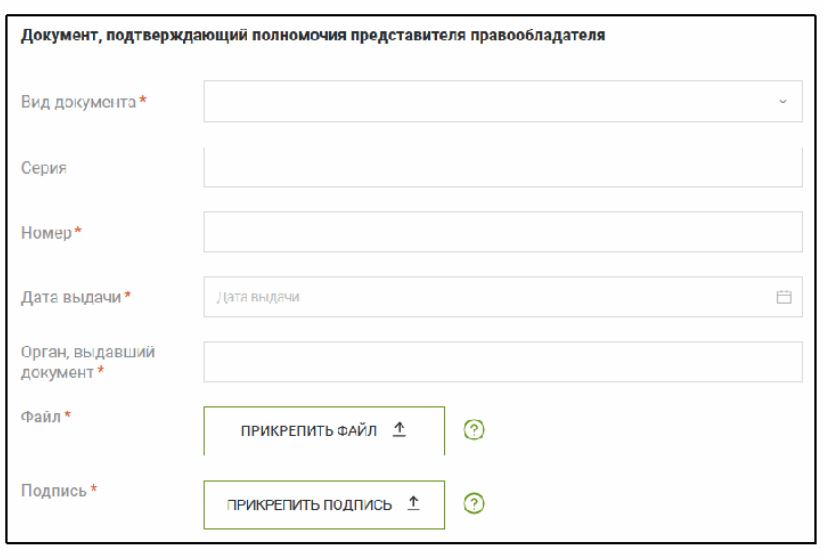 Документ, подтверждающий полномочия представителя правообладателя
Вид документа *
Серия
Номер *
Дата выдачи * Дата выдачи
Орган, выдавший
документ *
Файл * ПРИКРЕПИТЬ ФАЙЛ ?
Подпись * ПРИКРЕПИТЬ ПОДПИСЬ ?